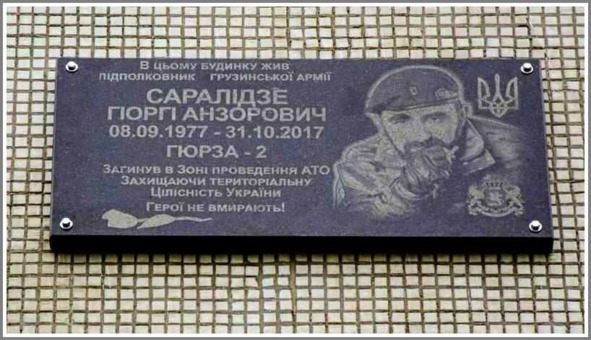 В цьому будинку жив
підполковник грузинської армії
САРАЛІДЗЕ
ГІОРГІ АНЗОРОВИЧ
08.09.1977 - 31.10.2017
ГЮРЗА - 2
Загинув в Зоні проведення АТО
Захищаючи територіальну
Цілісність України
Герої не вмирають!